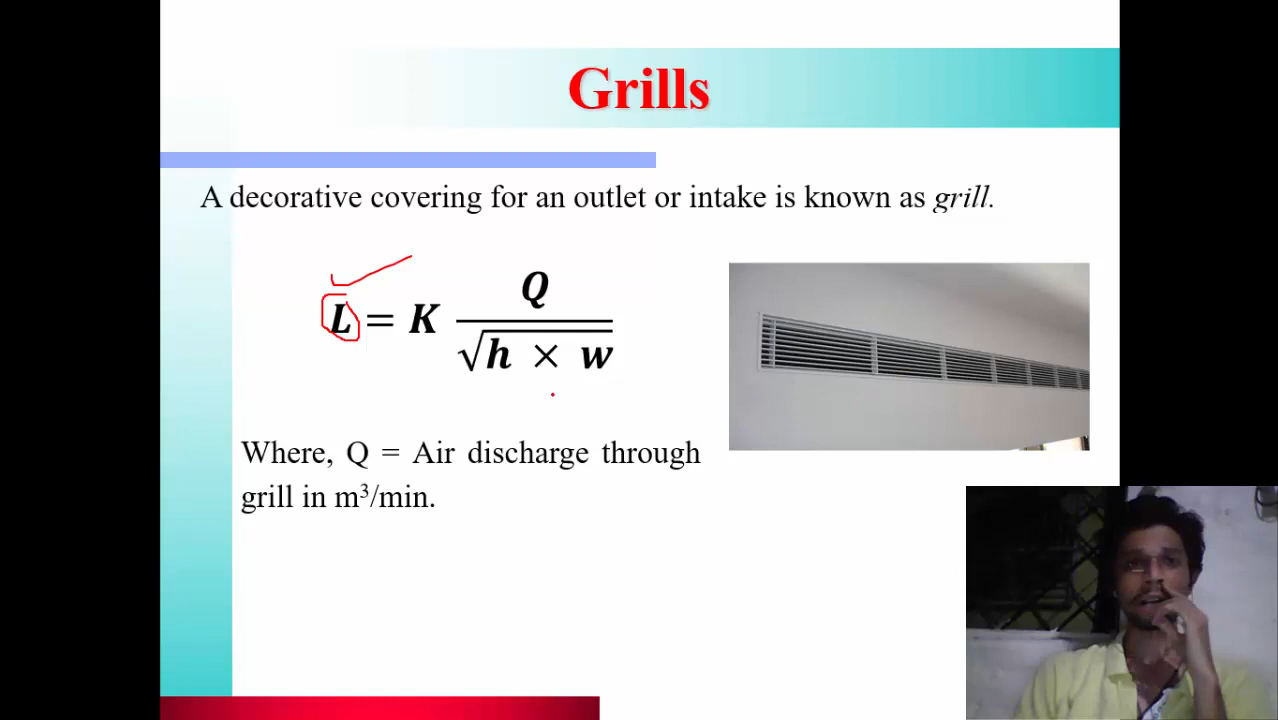 Grills
A decorative covering for an outlet or intake is known as grill.
L = K Q / √(h × w)
Where, Q = Air discharge through
grill in m³/min.